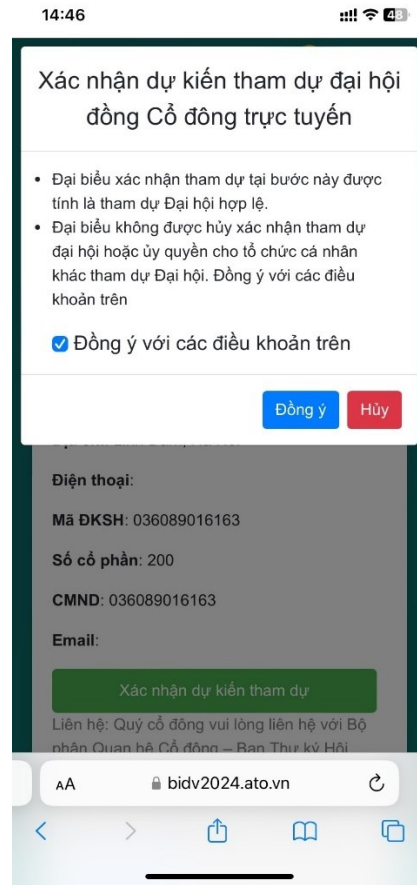 14:46
48
Xác nhận dự kiến tham dự đại hội
đồng Cổ đông trực tuyến
Đại biểu xác nhận tham dự tại bước này được
tính là tham dự Đại hội hợp lệ.
Đại biểu không được hủy xác nhận tham dự
đại hội hoặc ủy quyền cho tổ chức cá nhân
khác tham dự Đại hội. Đồng ý với các điều
khoản trên
Đồng ý với các điều khoản trên
Đồng ý Hủy
Điện thoại:
Mã ĐKSH: 036089016163
Số cổ phần: 200
CMND: 036089016163
Email:
Xác nhận dự kiến tham dự
Liên hệ: Quý cổ đông vui lòng liên hệ với Bộ
phận Quan hệ Cổ đông – Ban Thư ký Hội
AA bidv2024.ato.vn